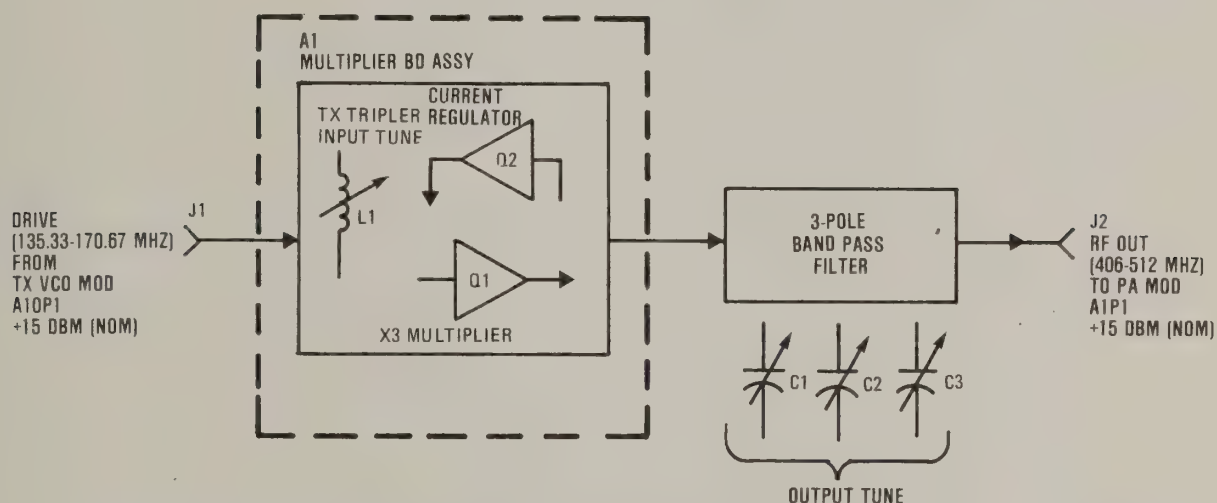 A1
MULTIPLIER BD ASSY
CURRENT
REGULATOR
TX TRIPLER
INPUT TUNE
Q2
L1
Q1
X3 MULTIPLIER
J1
DRIVE
(135.33-170.67 MHZ)
FROM
TX VCO MOD
A10P1
+15 DBM (NOM)
3-POLE
BAND PASS
FILTER
J2
RF OUT
(406-512 MHZ)
TO PA MOD
A1P1
+15 DBM (NOM)
C1
C2
C3
OUTPUT TUNE